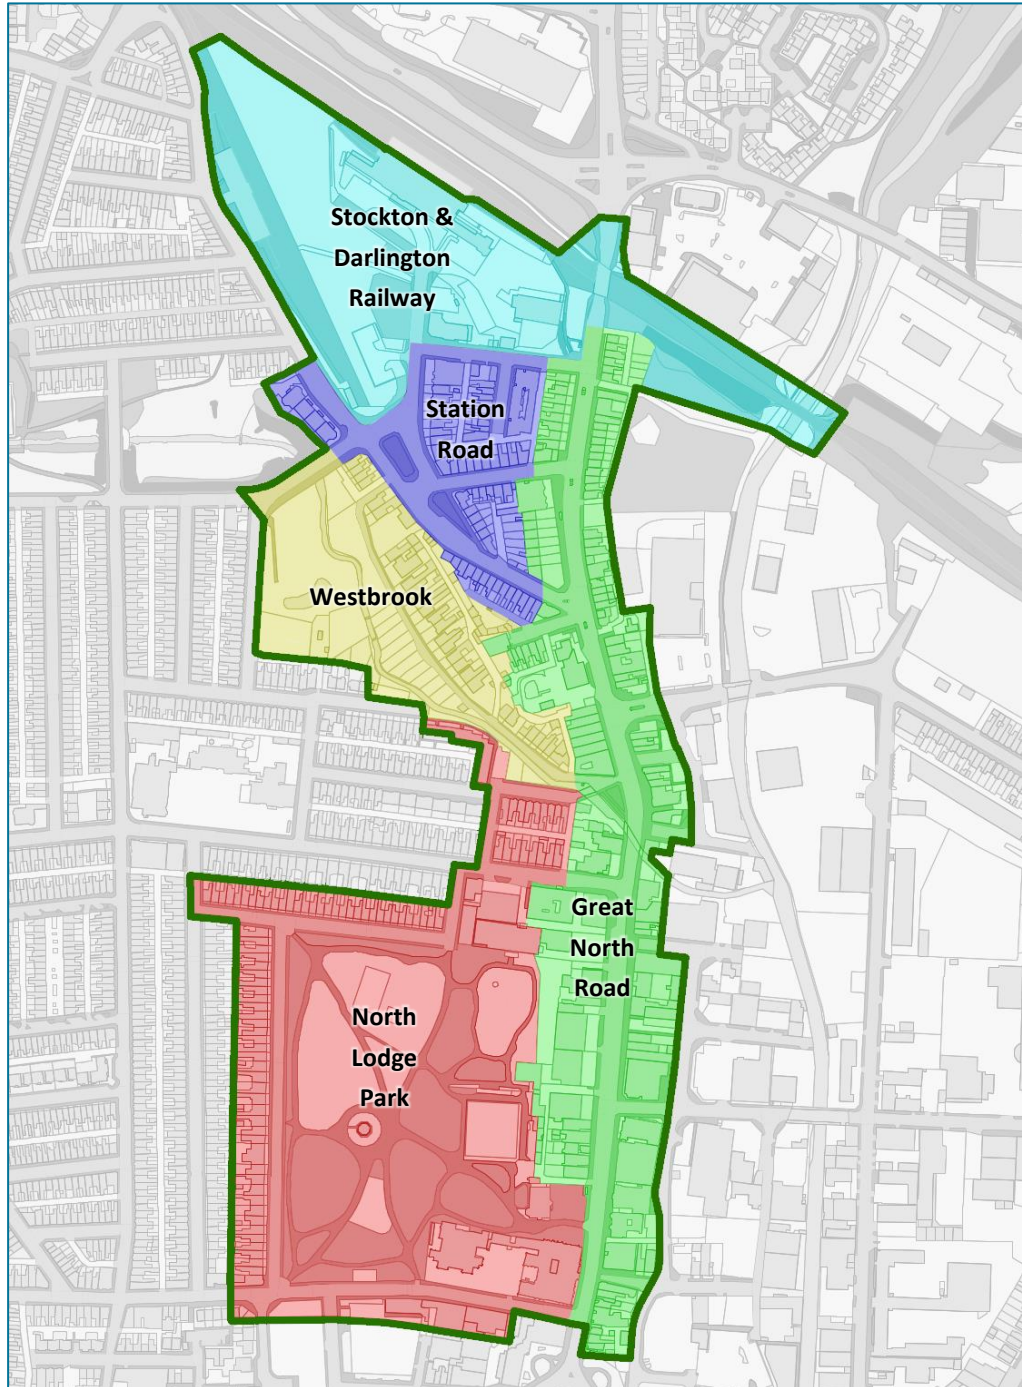 Stockton &
Darlington
Railway
Station
Road
Westbrook
Great
North
Road
North
Lodge
Park